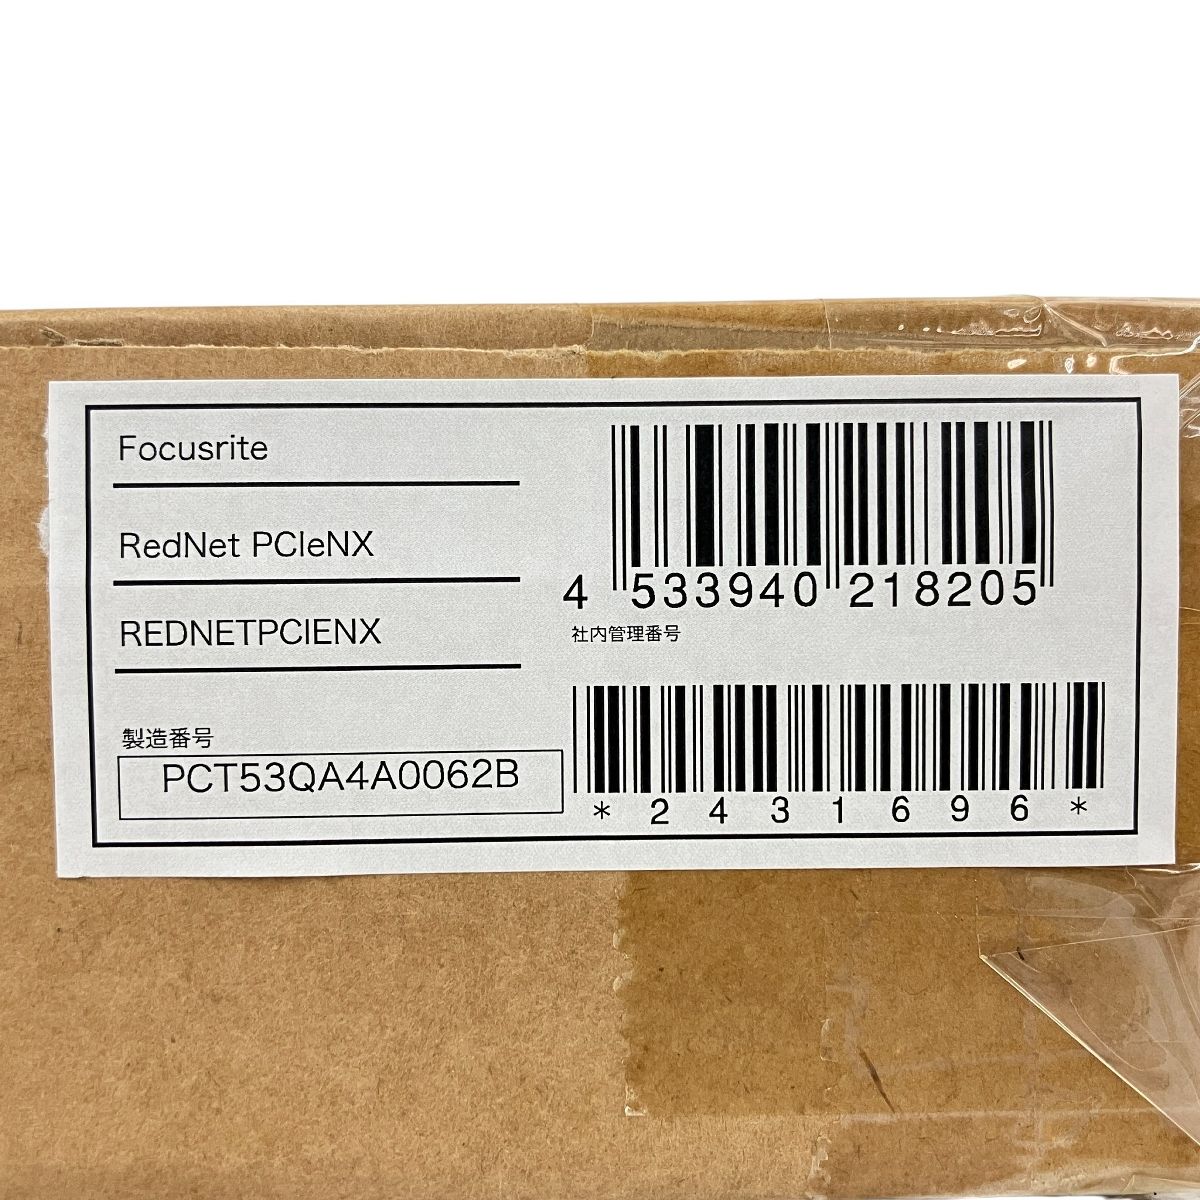 Focusrite
RedNet PCIeNX
REDNETPCIENX
製造番号
PCT53QA4A0062B
4 533940 218205
社内管理番号
*2431696*